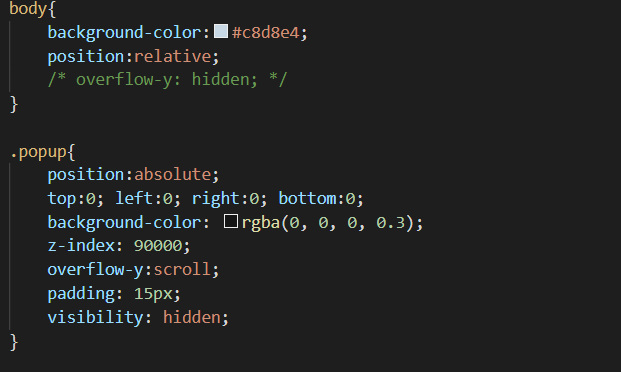 body{
background-color: #c8d8e4;
position:relative;
/* overflow-y: hidden; */
}
.popup{
position:absolute;
top:0; left:0; right:0; bottom:0;
background-color: rgba(0, 0, 0, 0.3);
z-index: 90000;
overflow-y:scroll;
padding: 15px;
visibility: hidden;
}